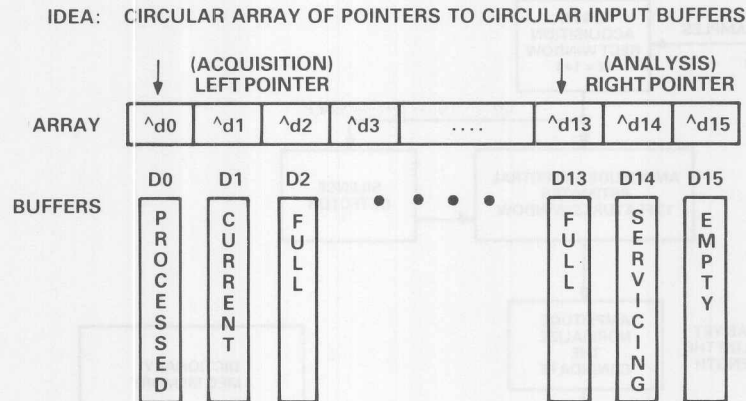 IDEA: CIRCULAR ARRAY OF POINTERS TO CIRCULAR INPUT BUFFERS
(ACQUISITION) (ANALYSIS)
LEFT POINTER RIGHT POINTER
ARRAY ^d0 ^d1 ^d2 ^d3 .... ^d13 ^d14 ^d15
D0 D1 D2 D13 D14 D15
BUFFERS
PROCESSED
CURRENT
FULL
FULL
SERVICING
EMPTY